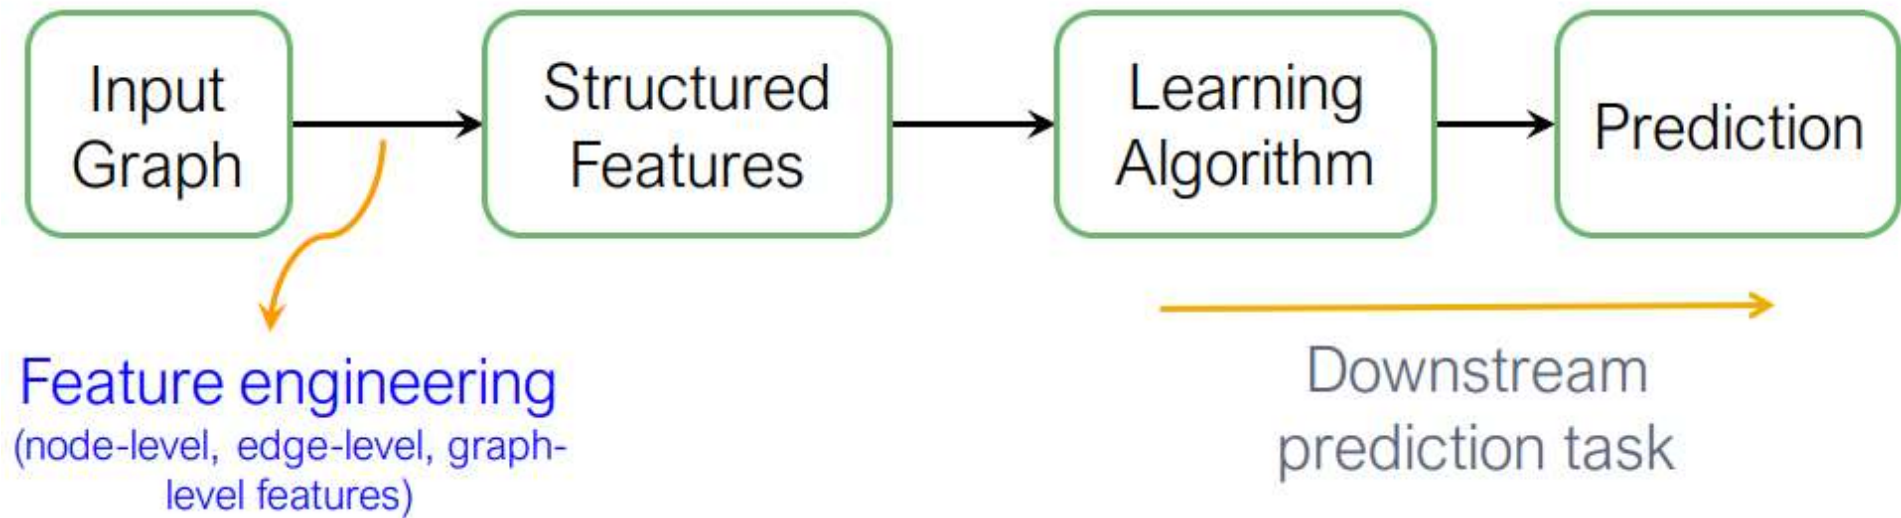 Input
Graph
Structured
Features
Learning
Algorithm
Prediction
Feature engineering
(node-level, edge-level, graph-
level features)
Downstream
prediction task